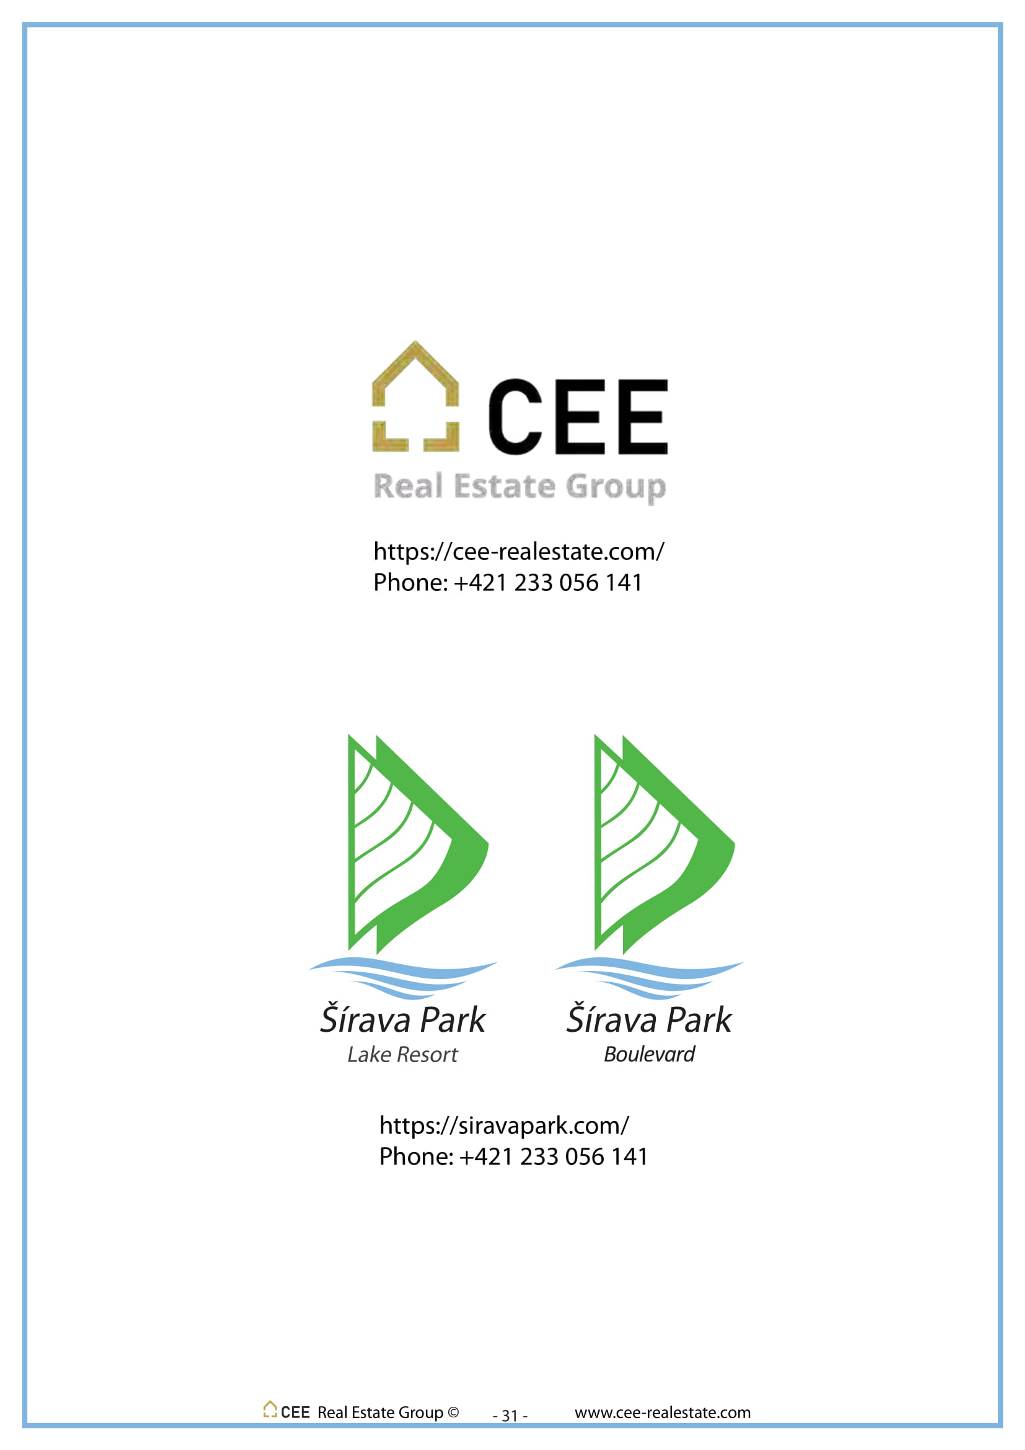 CEE
Real Estate Group
https://cee-realestate.com/
Phone: +421 233 056 141
Šírava Park
Lake Resort
Šírava Park
Boulevard
https://siravapark.com/
Phone: +421 233 056 141
CEE Real Estate Group © - 31 - www.cee-realestate.com